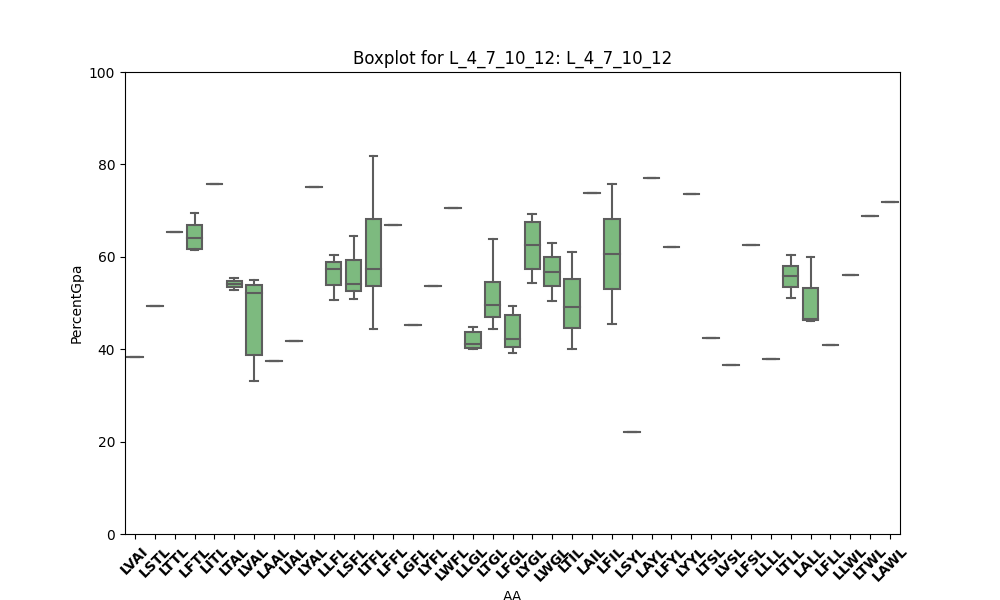 Boxplot for L_4_7_10_12: L_4_7_10_12
100
80
60
40
20
0
PercentGpa
LVAI
LSTL
LTTL
LFTL
LITL
LTAL
LVAL
LAAL
LIAL
LYAL
LLFL
LSFL
LTFL
LFFL
LGFL
LYFL
LWFL
LLGL
LTGL
LFGL
LYGL
LWGL
LTIL
LAIL
LFIL
LSYL
LAYL
LFYL
LYYL
LTSL
LVSL
LFSL
LLLL
LTLL
LALL
LFLL
LLWL
LTWL
LAWL
AA